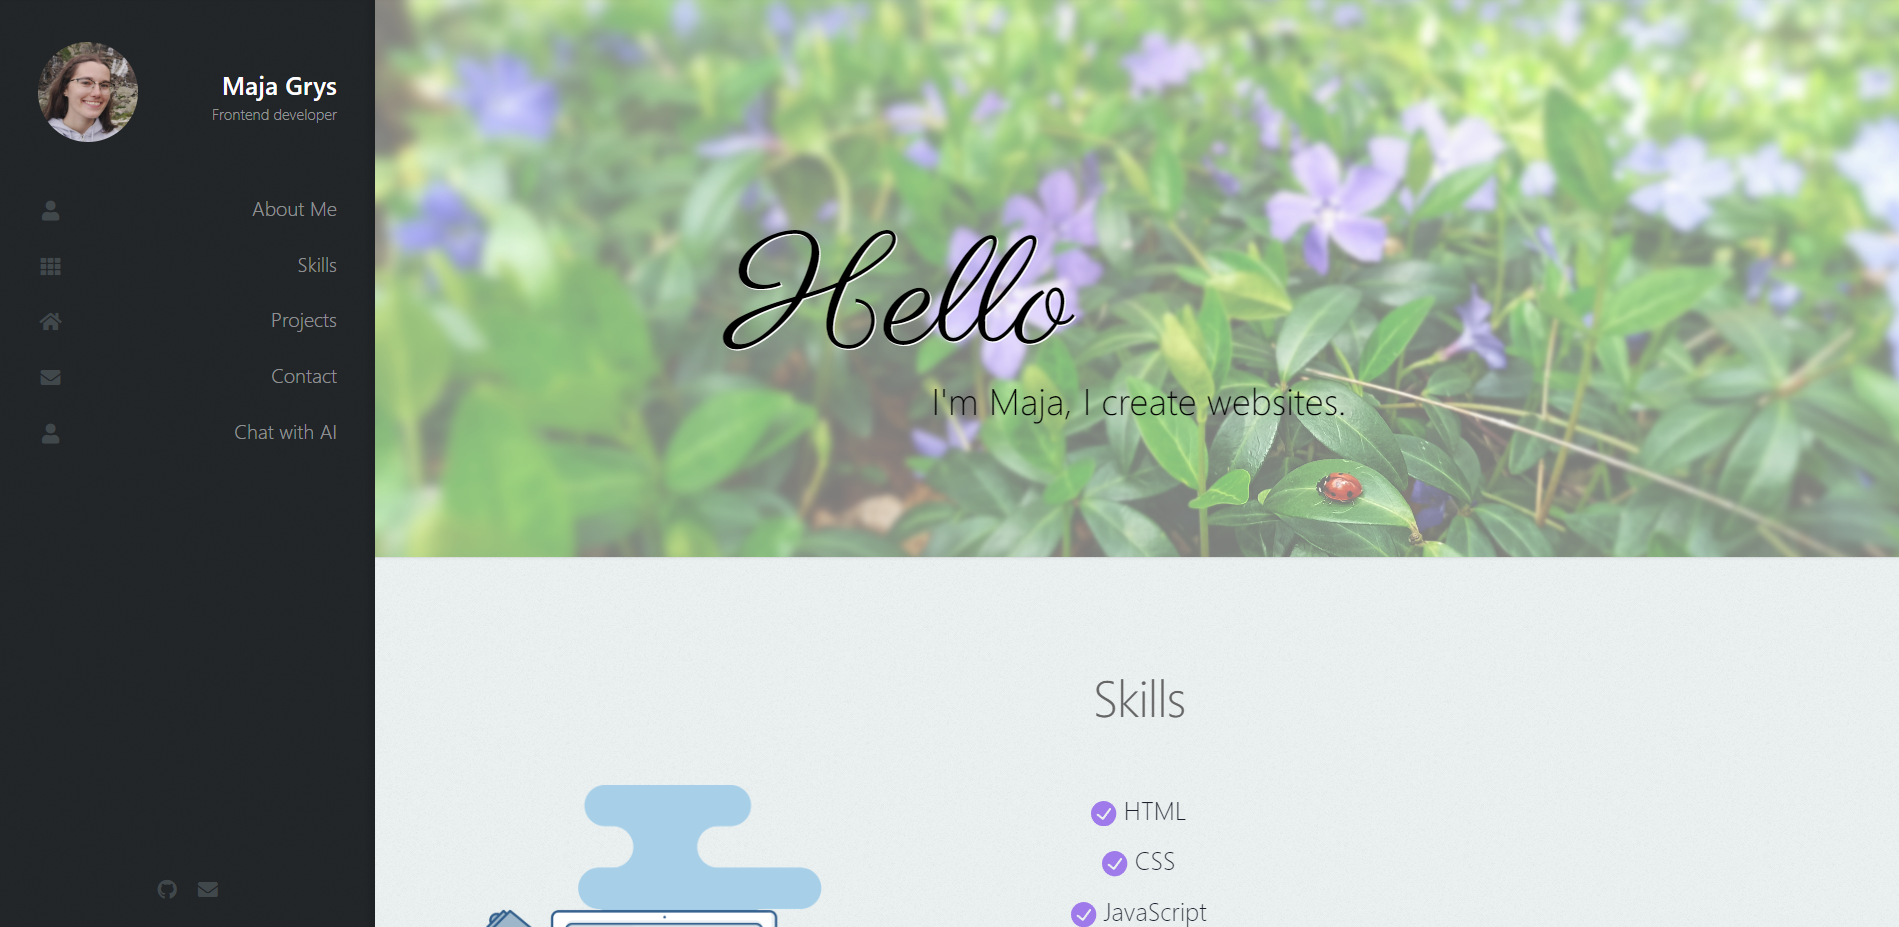 Maja Grys
Frontend developer
About Me
Skills
Projects
Contact
Chat with AI
Hello
I'm Maja, I create websites.
Skills
HTML
CSS
JavaScript